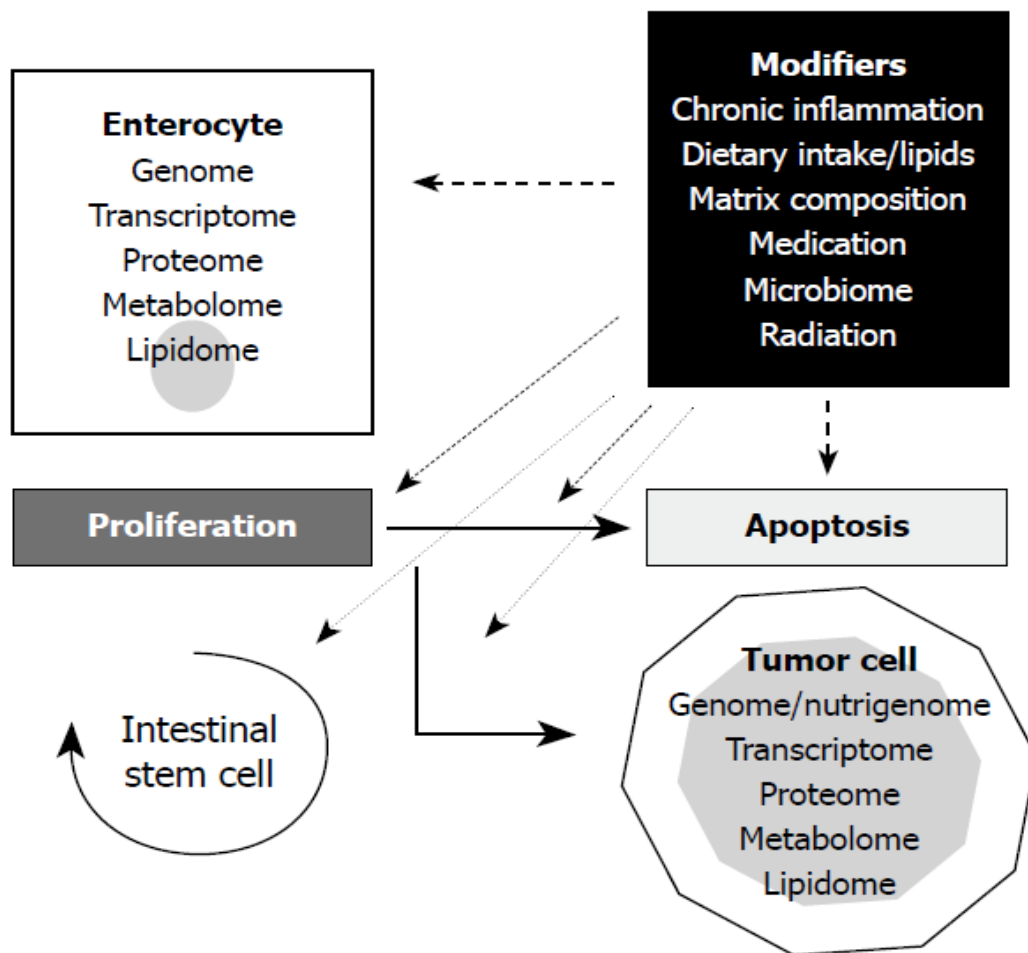 Enterocyte
Genome
Transcriptome
Proteome
Metabolome
Lipidome
Modifiers
Chronic inflammation
Dietary intake/lipids
Matrix composition
Medication
Microbiome
Radiation
Proliferation
Apoptosis
Intestinal
stem cell
Tumor cell
Genome/nutrigenome
Transcriptome
Proteome
Metabolome
Lipidome